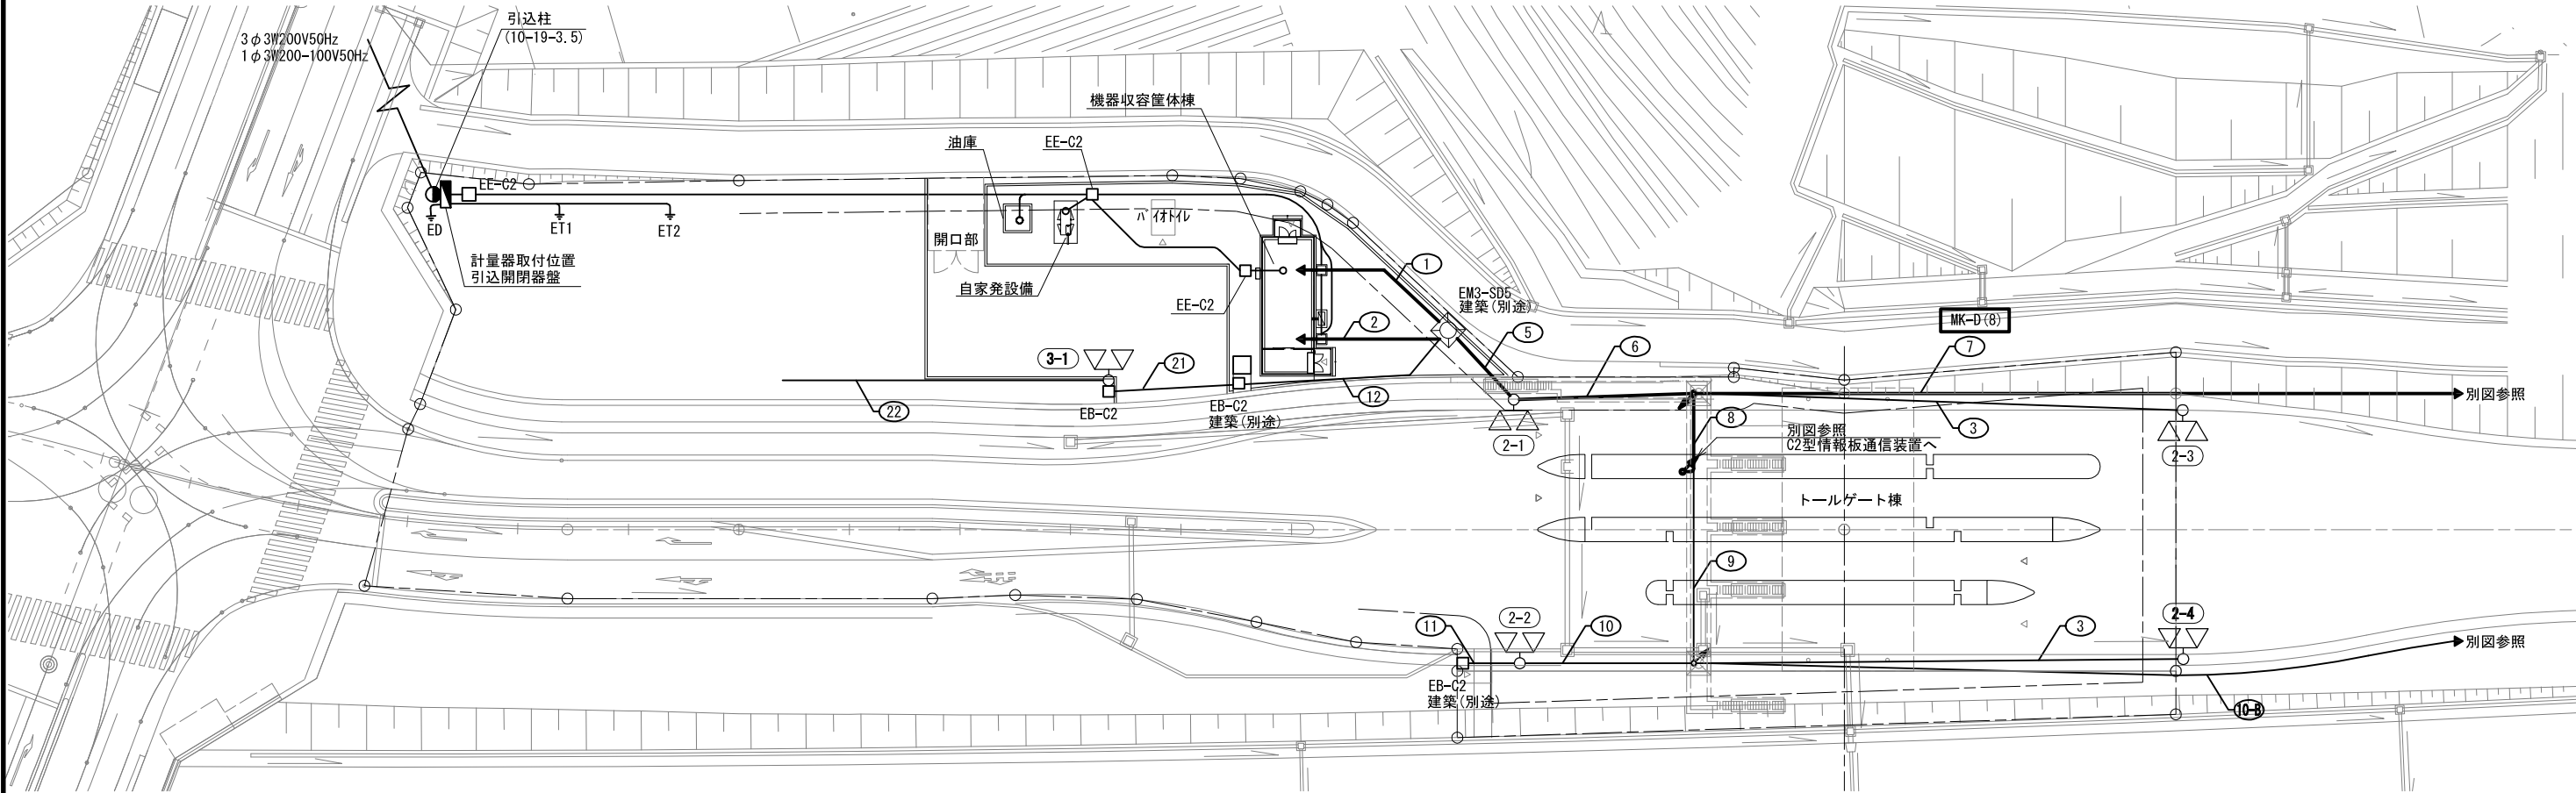 引込柱
(10-19-3.5)
3φ3W200V50Hz
1φ3W200-100V50Hz
機器収容筐体棟
油庫
EE-C2
EE-C2
バイオトイレ
ED
ET1
ET2
開口部
計量器取付位置
引込開閉器盤
自家発設備
EE-C2
1
EM3-SD5
建築(別途)
2
5
MK-D(8)
3-1
21
6
7
22
12
EB-C2
EB-C2
建築(別途)
別図参照
8
2-1
別図参照
C2型情報板通信装置へ
3
2-3
トールゲート棟
9
2-2
2-4
11
10
3
別図参照
EB-C2
建築(別途)
10-B